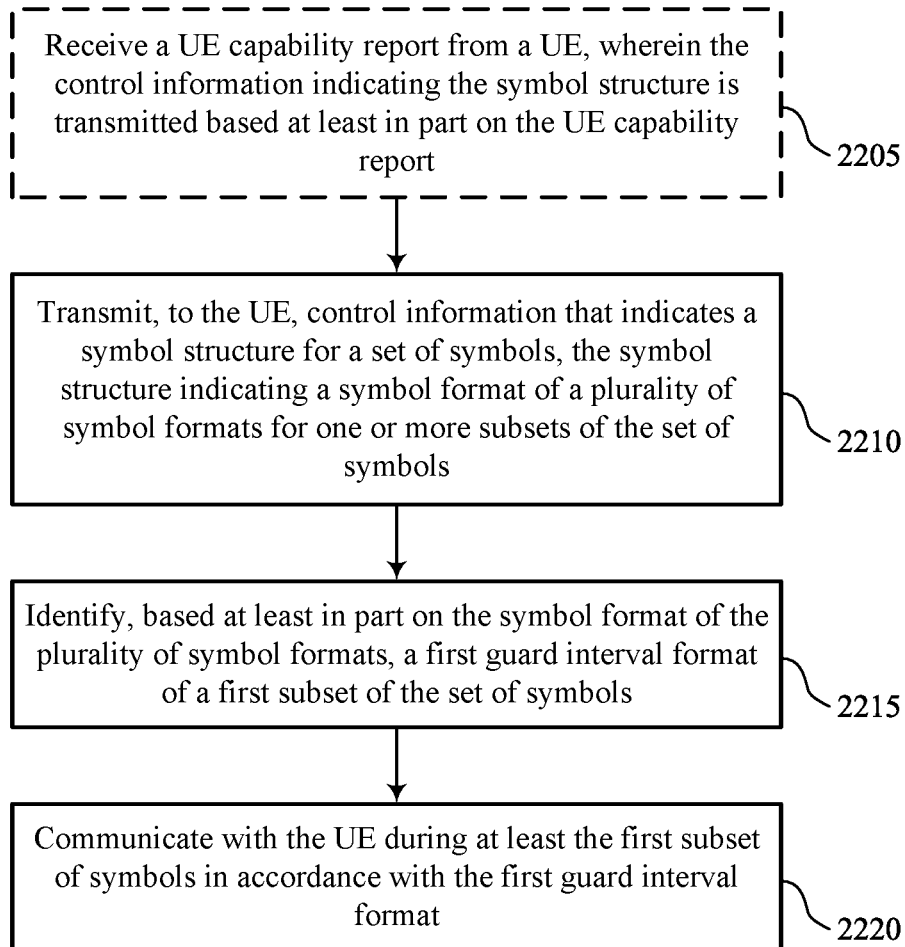 Receive a UE capability report from a UE, wherein the
control information indicating the symbol structure is
transmitted based at least in part on the UE capability
report
2205
Transmit, to the UE, control information that indicates a
symbol structure for a set of symbols, the symbol
structure indicating a symbol format of a plurality of
symbol formats for one or more subsets of the set of
symbols
2210
Identify, based at least in part on the symbol format of the
plurality of symbol formats, a first guard interval format
of a first subset of the set of symbols
2215
Communicate with the UE during at least the first subset
of symbols in accordance with the first guard interval
format
2220